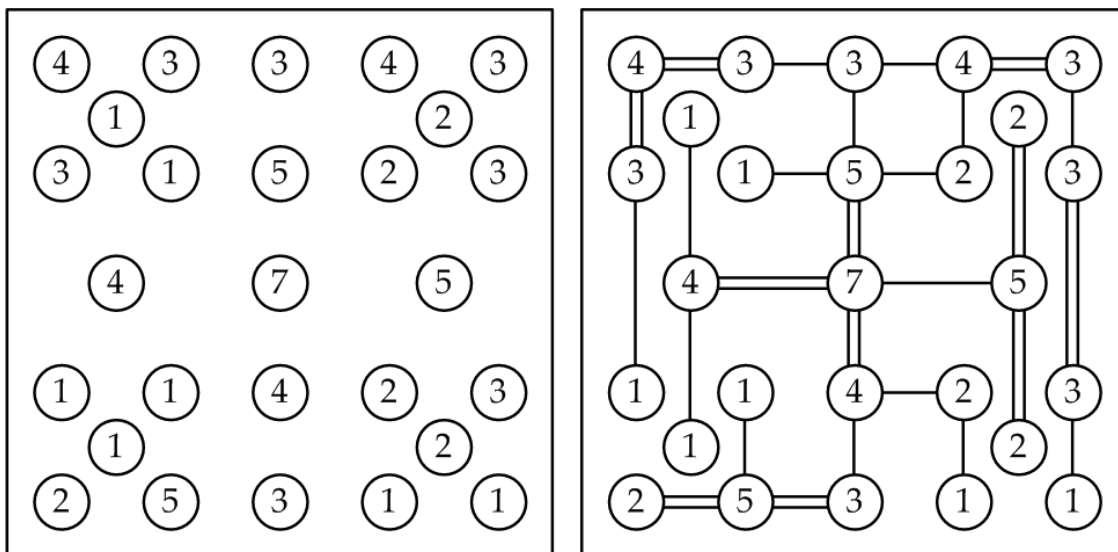 4 3 3 4 3 4 3 3 4 3
1 2 1 2
3 1 5 2 3 3 1 5 2 3
4 7 5 4 7 5
1 1 4 2 3 1 1 4 2 3
1 2 1 2
2 5 3 1 1 2 5 3 1 1